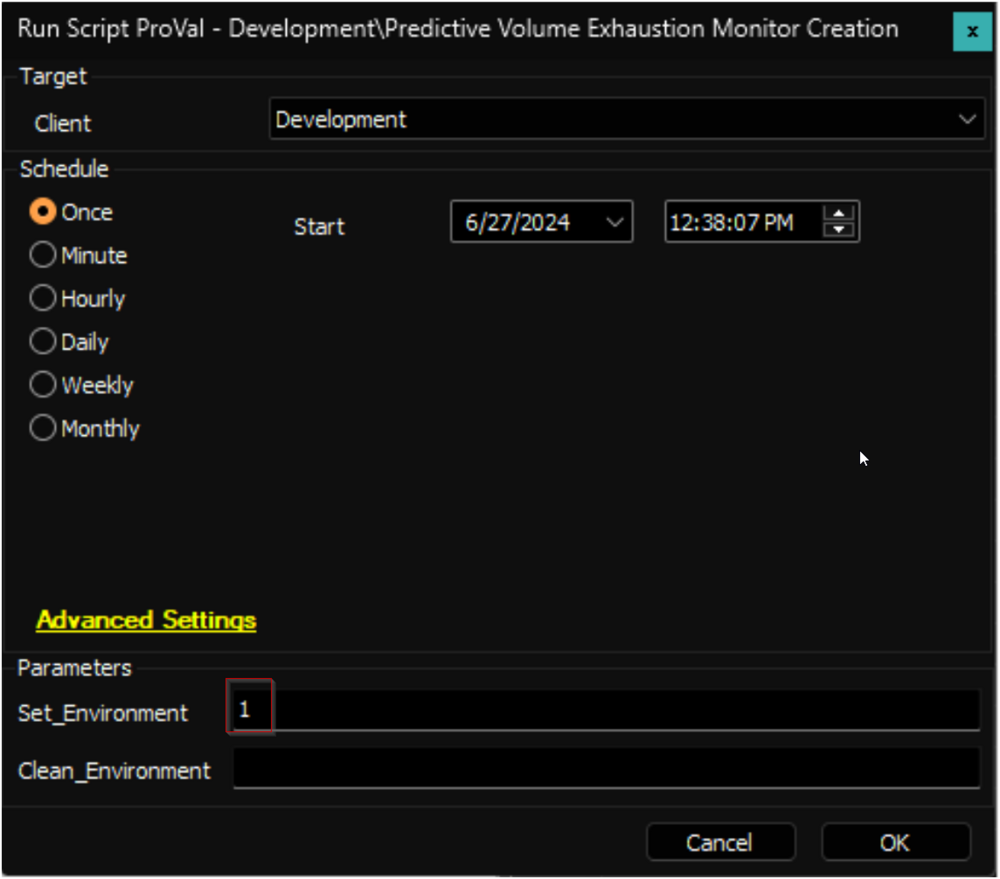 Run Script ProVal - Development\Predictive Volume Exhaustion Monitor Creation x
Target
Client Development
Schedule
Once
Start 6/27/2024 12:38:07 PM
Minute
Hourly
Daily
Weekly
Monthly
Advanced Settings
Parameters
Set_Environment 1
Clean_Environment
Cancel OK